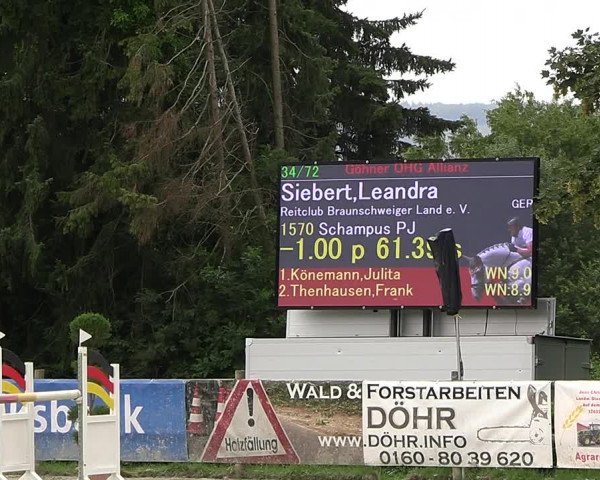 34/72 Göhner OHG Allianz
Siebert,Leandra
GER
Reitclub Braunschweiger Land e. V.
1570 Schampus PJ
-1.00 p 61.39 s
1.Könemann,Julita WN:9.0
2.Thenhausen,Frank WN:8.9
sbank
Holzfällung
WALD &
www.
FORSTARBEITEN
DÖHR
DÖHR.INFO
0160 - 80 39 620
Agrar